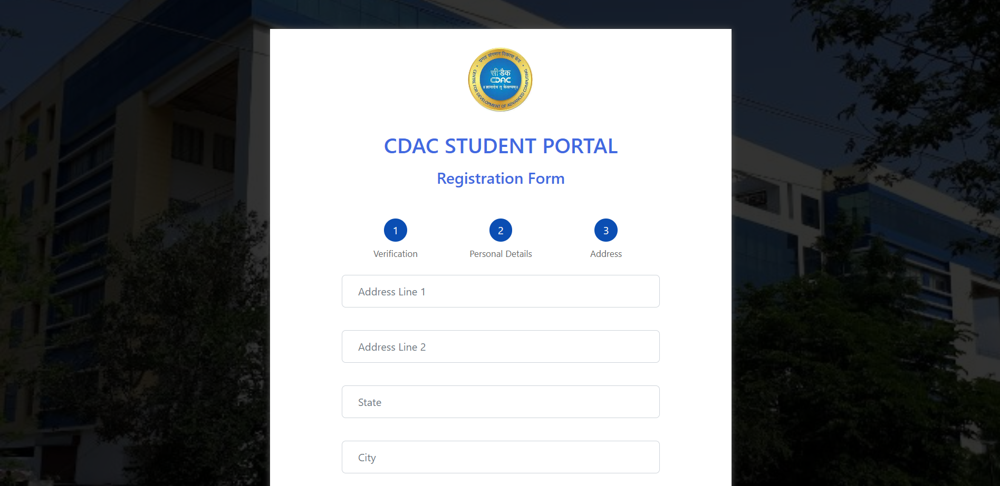 प्रगत संगणन विकास केंद्र
सी डैक
CDAC
॥ ज्ञानादेव तु कैवल्यम् ॥
CENTRE FOR DEVELOPMENT OF ADVANCED COMPUTING
CDAC STUDENT PORTAL
Registration Form
1 2 3
Verification Personal Details Address
Address Line 1
Address Line 2
State
City